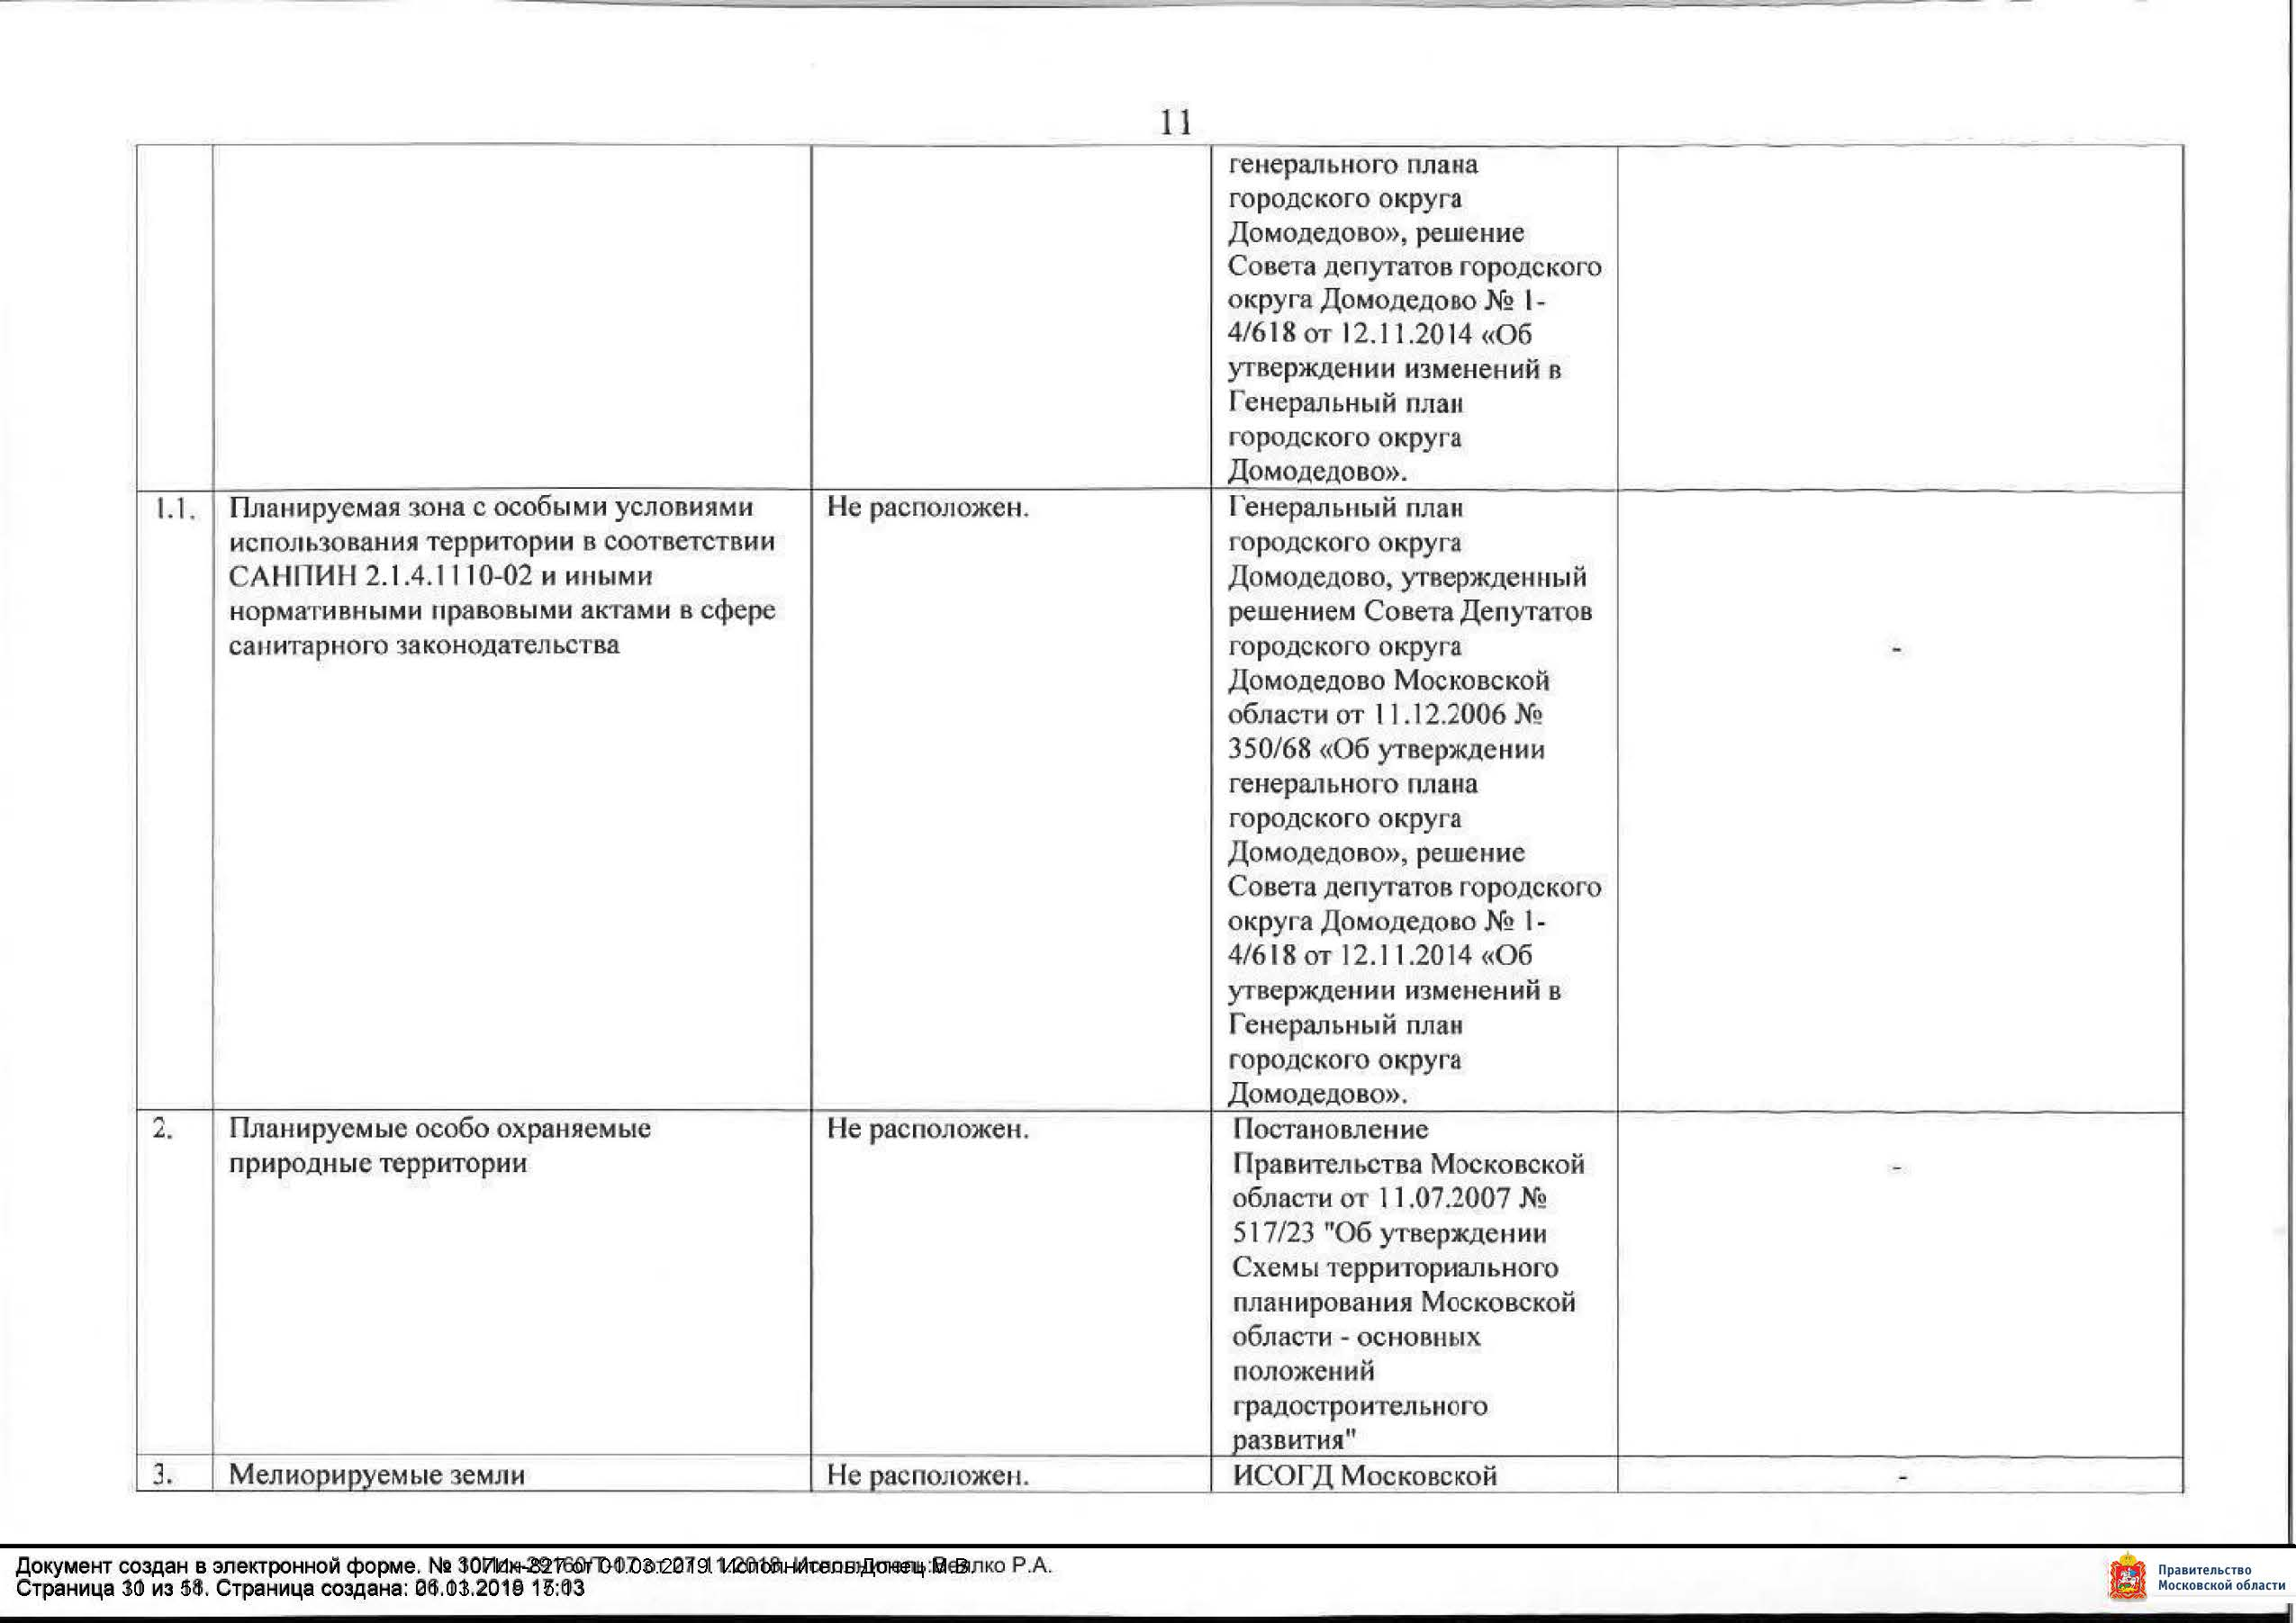 11
генерального плана
городского округа
Домодедово», решение
Совета депутатов городского
округа Домодедово № 1-
4/618 от 12.11.2014 «Об
утверждении изменений в
Генеральный план
городского округа
Домодедово».
1.1.
Планируемая зона с особыми условиями
использования территории в соответствии
САНПИН 2.1.4.1110-02 и иными
нормативными правовыми актами в сфере
санитарного законодательства
Не расположен.
Генеральный план
городского округа
Домодедово, утвержденный
решением Совета Депутатов
городского округа
Домодедово Московской
области от 11.12.2006 №
350/68 «Об утверждении
генерального плана
городского округа
Домодедово», решение
Совета депутатов городского
округа Домодедово № 1-
4/618 от 12.11.2014 «Об
утверждении изменений в
Генеральный план
городского округа
Домодедово».
-
2.
Планируемые особо охраняемые
природные территории
Не расположен.
Постановление
Правительства Московской
области от 11.07.2007 №
517/23 "Об утверждении
Схемы территориального
планирования Московской
области - основных
положений
градостроительного
развития"
-
3.
Мелиорируемые земли
Не расположен.
ИСОГД Московской
-
Документ создан в электронной форме. № Р.А.
Страница из Страница создана:
Правительство
Московской области